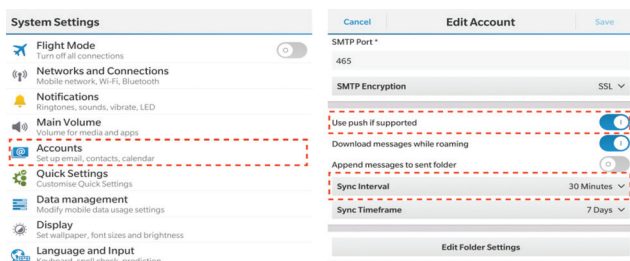 System Settings
Flight Mode
Turn off all connections
Networks and Connections
Mobile network, Wi-Fi, Bluetooth
Notifications
Ringtones, sounds, vibrate, LED
Main Volume
Volume for media and apps
Accounts
Set up email, contacts, calendar
Quick Settings
Customise Quick Settings
Data management
Modify mobile data usage settings
Display
Set wallpaper, font sizes and brightness
Language and Input
Keyboard, spell check, prediction
Cancel Edit Account Save
SMTP Port *
465
SMTP Encryption SSL
Use push if supported
Download messages while roaming
Append messages to sent folder
Sync Interval 30 Minutes
Sync Timeframe 7 Days
Edit Folder Settings